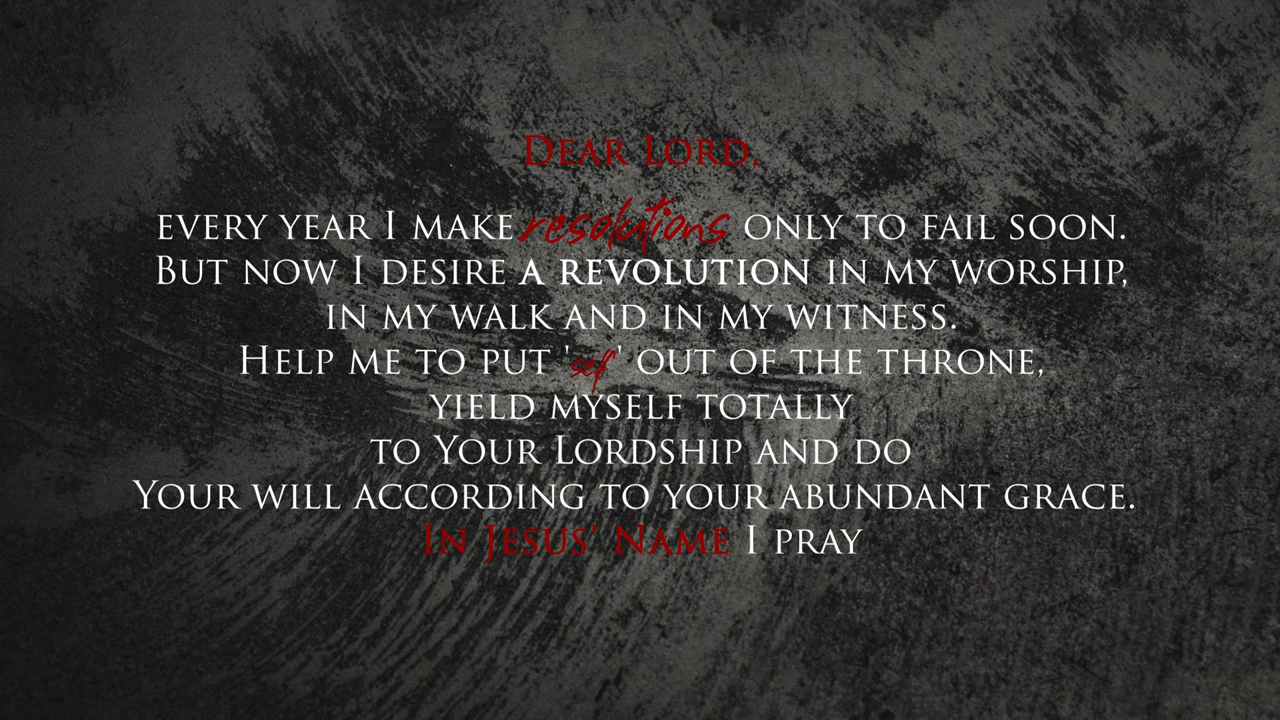 Dear Lord,
every year I make resolutions only to fail soon.
But now I desire a revolution in my worship,
in my walk and in my witness.
Help me to put 'self' out of the throne,
yield myself totally
to Your Lordship and do
Your will according to your abundant grace.
In Jesus' Name I pray